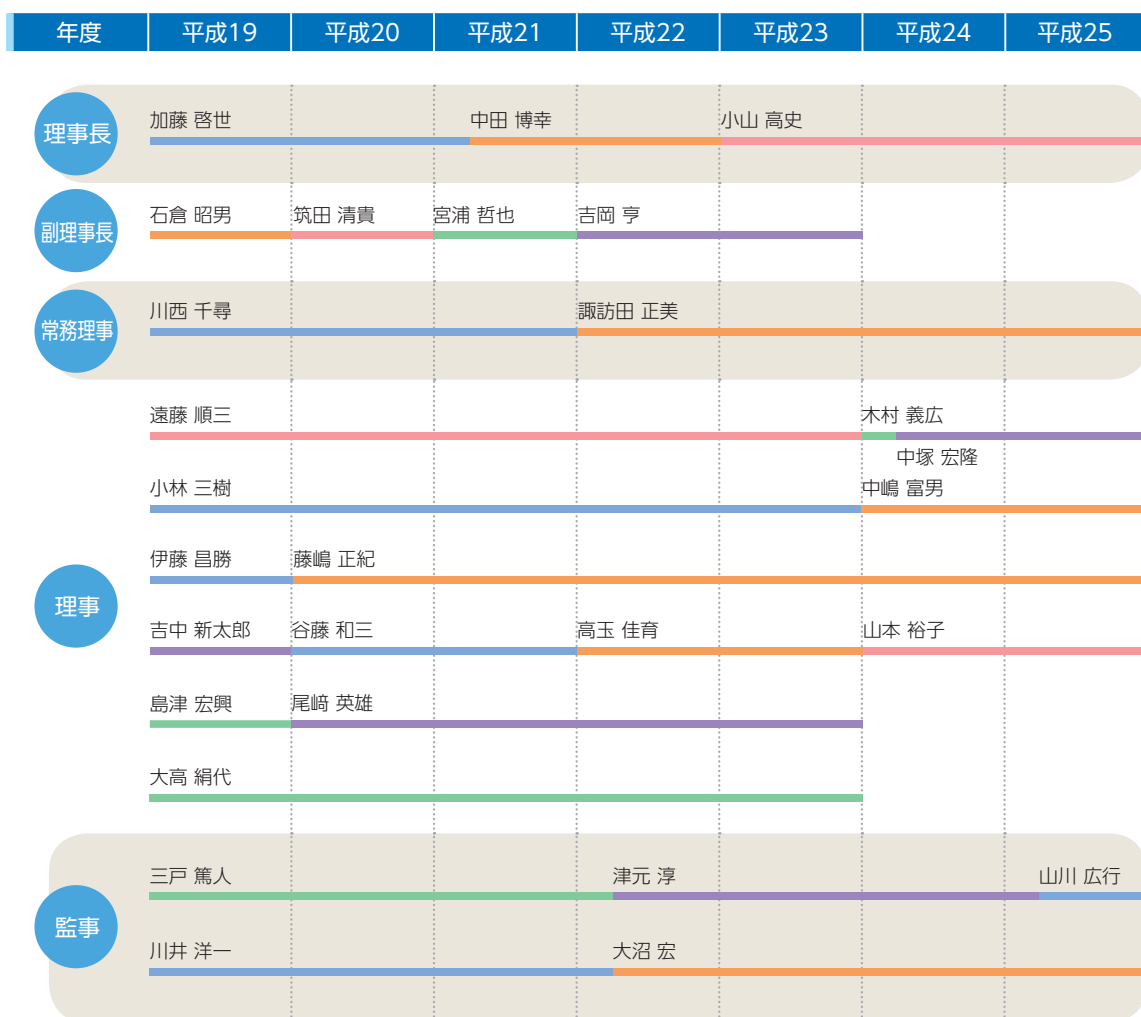 年度 平成19 平成20 平成21 平成22 平成23 平成24 平成25
理事長
加藤 啓世 中田 博幸 小山 高史
副理事長
石倉 昭男 筑田 清貴 宮浦 哲也 吉岡 亨
常務理事
川西 千尋 諏訪田 正美
理事
遠藤 順三 木村 義広
中塚 宏隆
小林 三樹 中嶋 富男
伊藤 昌勝 藤嶋 正紀
吉中 新太郎 谷藤 和三 高玉 佳育 山本 裕子
島津 宏興 尾﨑 英雄
大高 絹代
監事
三戸 篤人 津元 淳 山川 広行
川井 洋一 大沼 宏